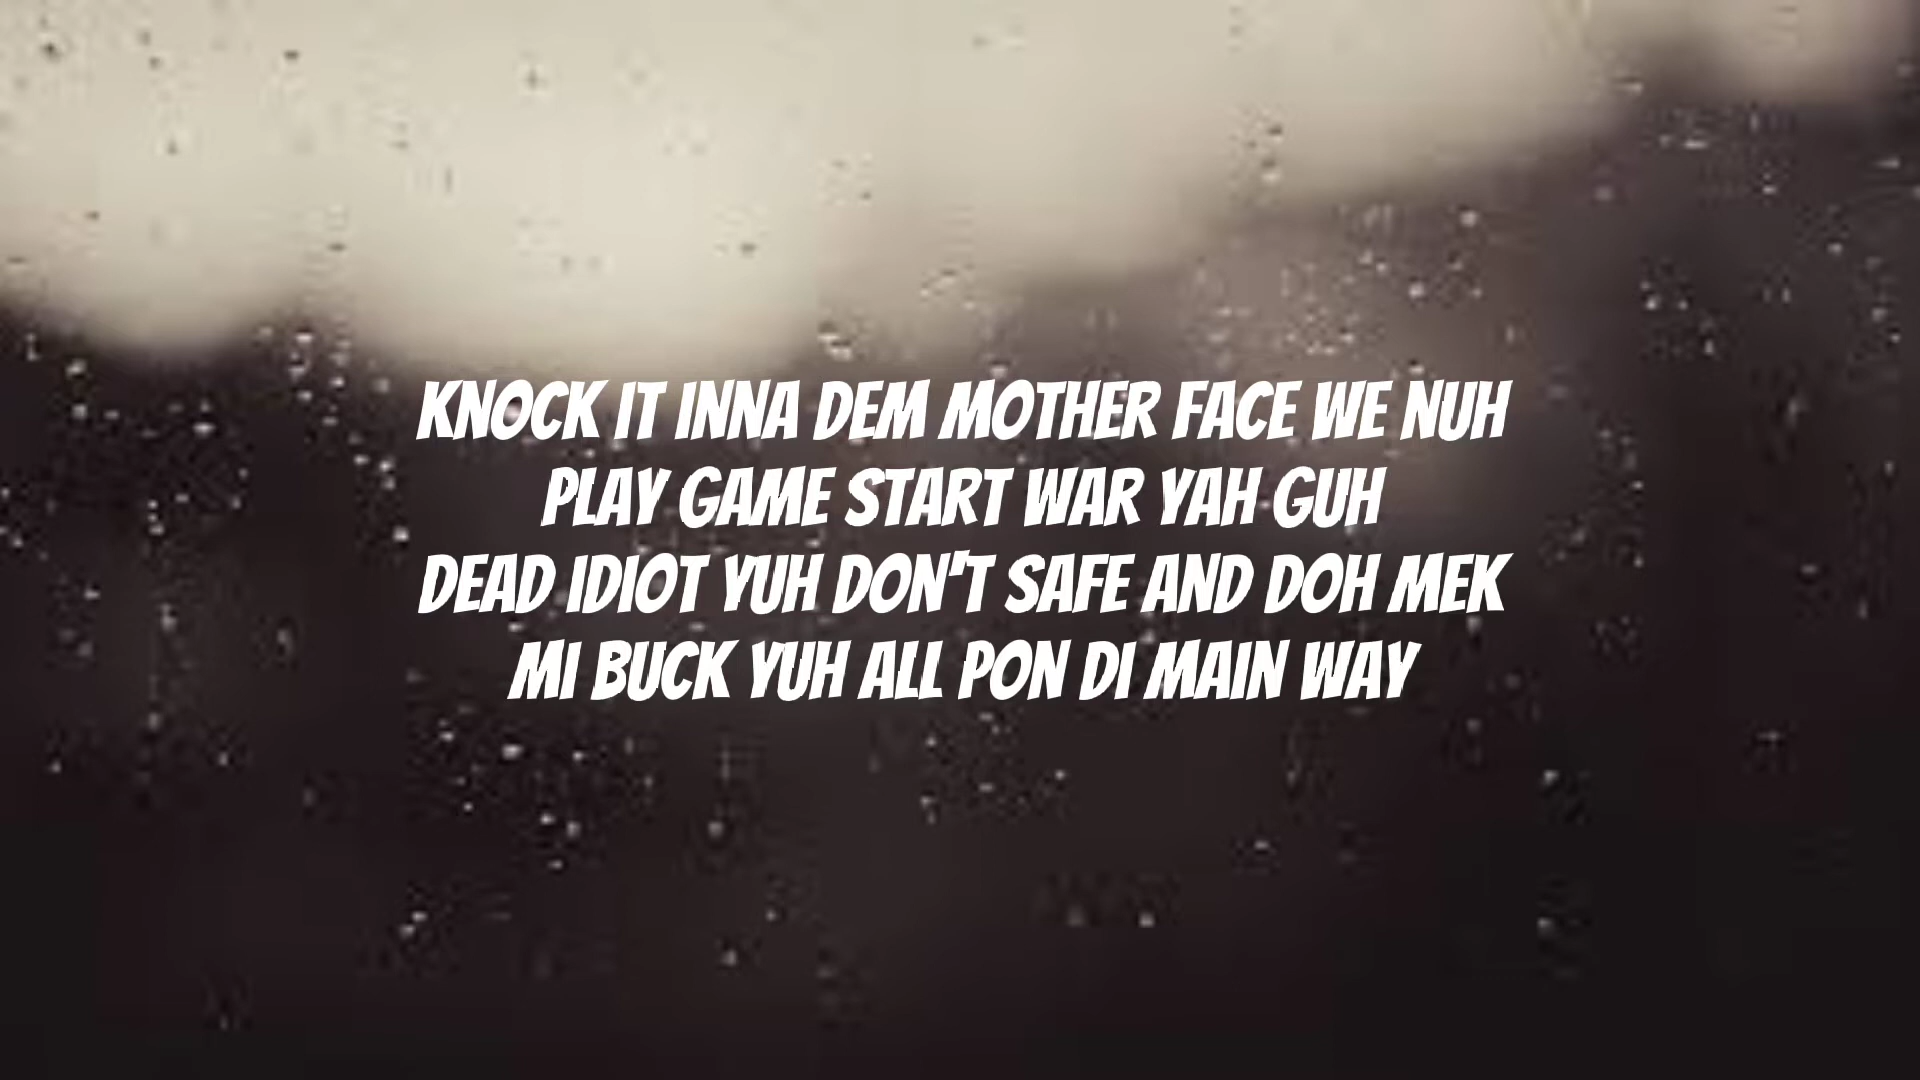 KNOCK IT INNA DEM MOTHER FACE WE NUH
PLAY GAME START WAR YAH GUH
DEAD IDIOT YUH DON'T SAFE AND DOH MEK
MI BUCK YUH ALL PON DI MAIN WAY